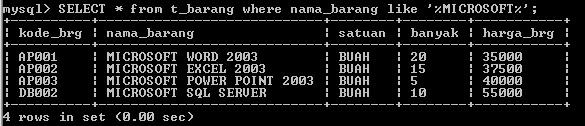 mysql> SELECT * from t_barang where nama_barang like '%MICROSOFT%';
+----------+----------------------------+--------+--------+-----------+
| kode_brg | nama_barang                | satuan | banyak | harga_brg |
+----------+----------------------------+--------+--------+-----------+
| AP001    | MICROSOFT WORD 2003        | BUAH   | 20     | 35000     |
| AP002    | MICROSOFT EXCEL 2003       | BUAH   | 15     | 37500     |
| AP003    | MICROSOFT POWER POINT 2003 | BUAH   | 5      | 40000     |
| DB002    | MICROSOFT SQL SERVER       | BUAH   | 10     | 55000     |
+----------+----------------------------+--------+--------+-----------+
4 rows in set (0.00 sec)